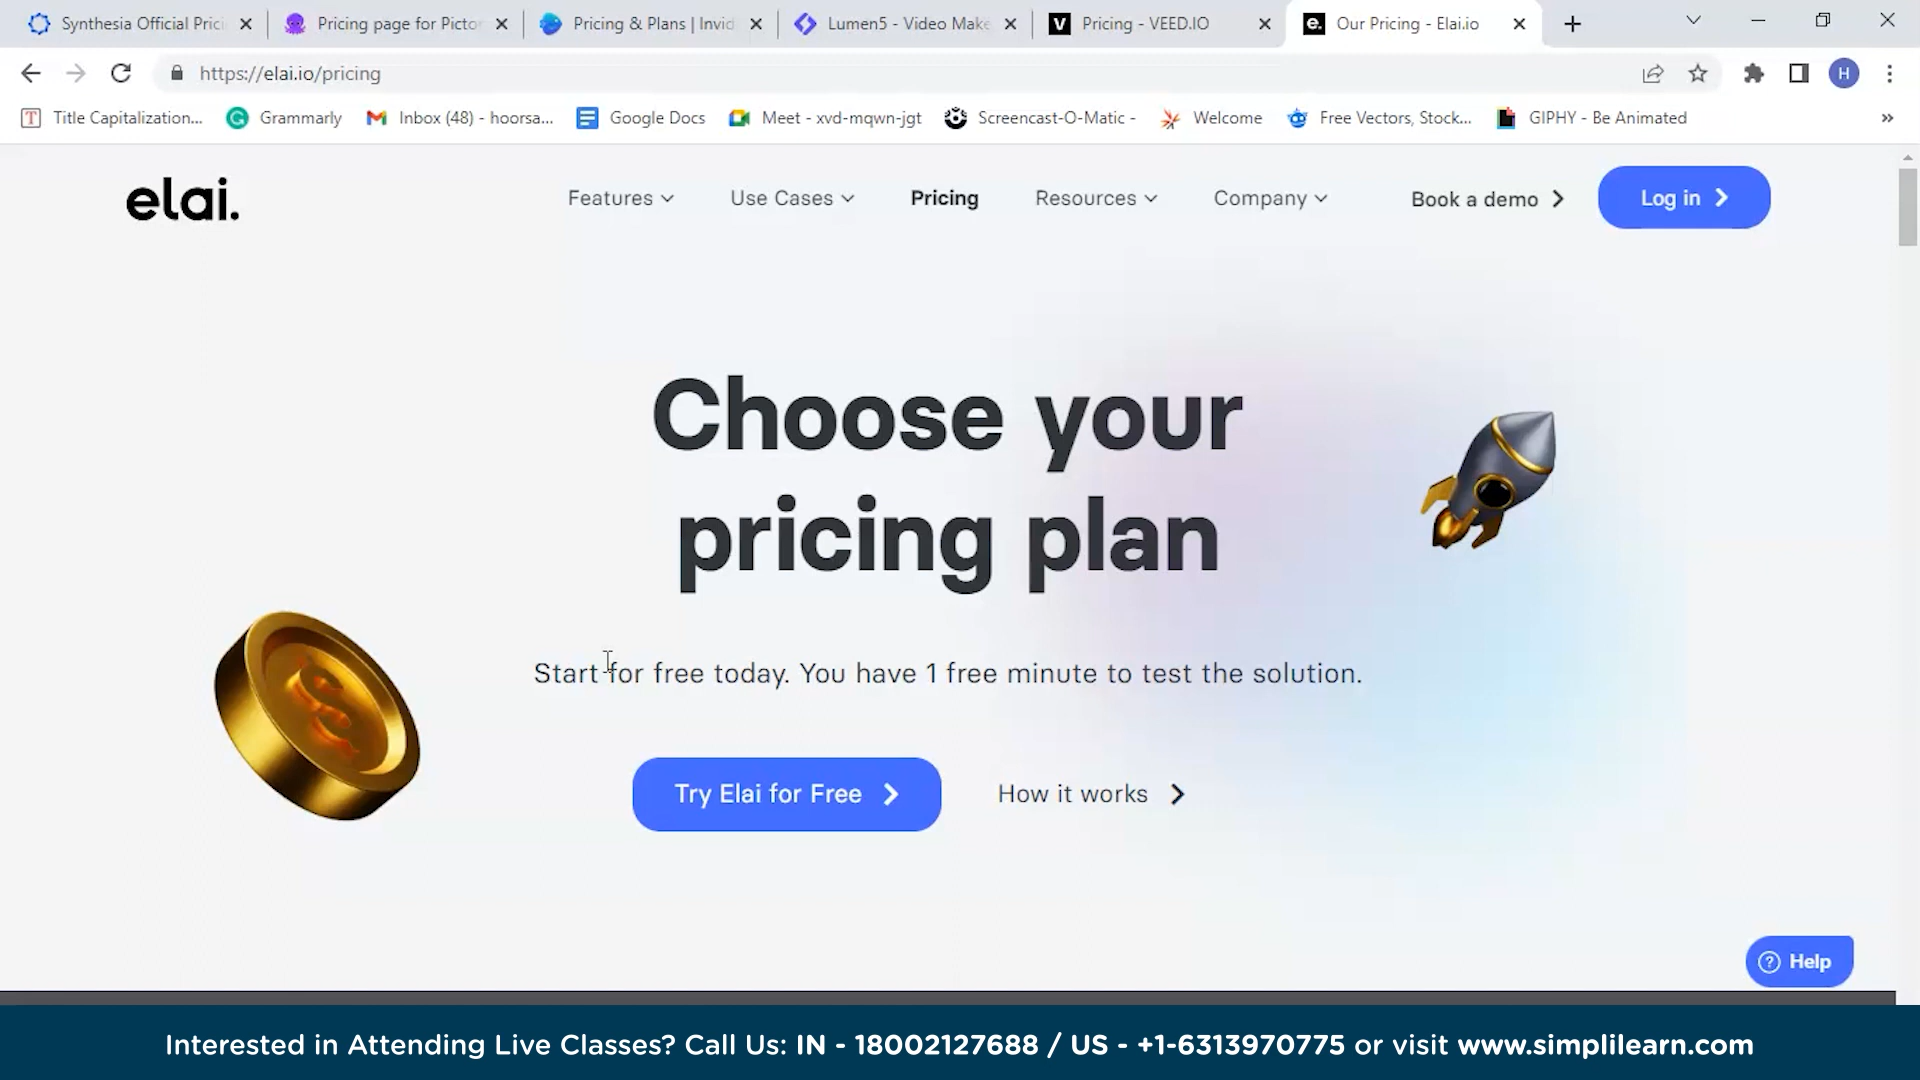 Synthesia Official Prici
Pricing page for Picto
Pricing & Plans | Invid
Lumen5 - Video Make
V
Pricing - VEED.IO
e.
Our Pricing - Elai.io
https://elai.io/pricing
H
T
Title Capitalization...
Grammarly
Inbox (48) - hoorsa...
Google Docs
Meet - xvd-mqwn-jgt
Screencast-O-Matic -
Welcome
Free Vectors, Stock...
GIPHY - Be Animated
»
elai.
Features
Use Cases
Pricing
Resources
Company
Book a demo
Log in
Choose your
pricing plan
Start for free today. You have 1 free minute to test the solution.
Try Elai for Free
How it works
? Help
Interested in Attending Live Classes? Call Us: IN - 18002127688 / US - +1-6313970775 or visit www.simplilearn.com